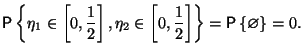 P { η₁ ∈ [0, 1/2], η₂ ∈ [0, 1/2] } = P {∅} = 0.